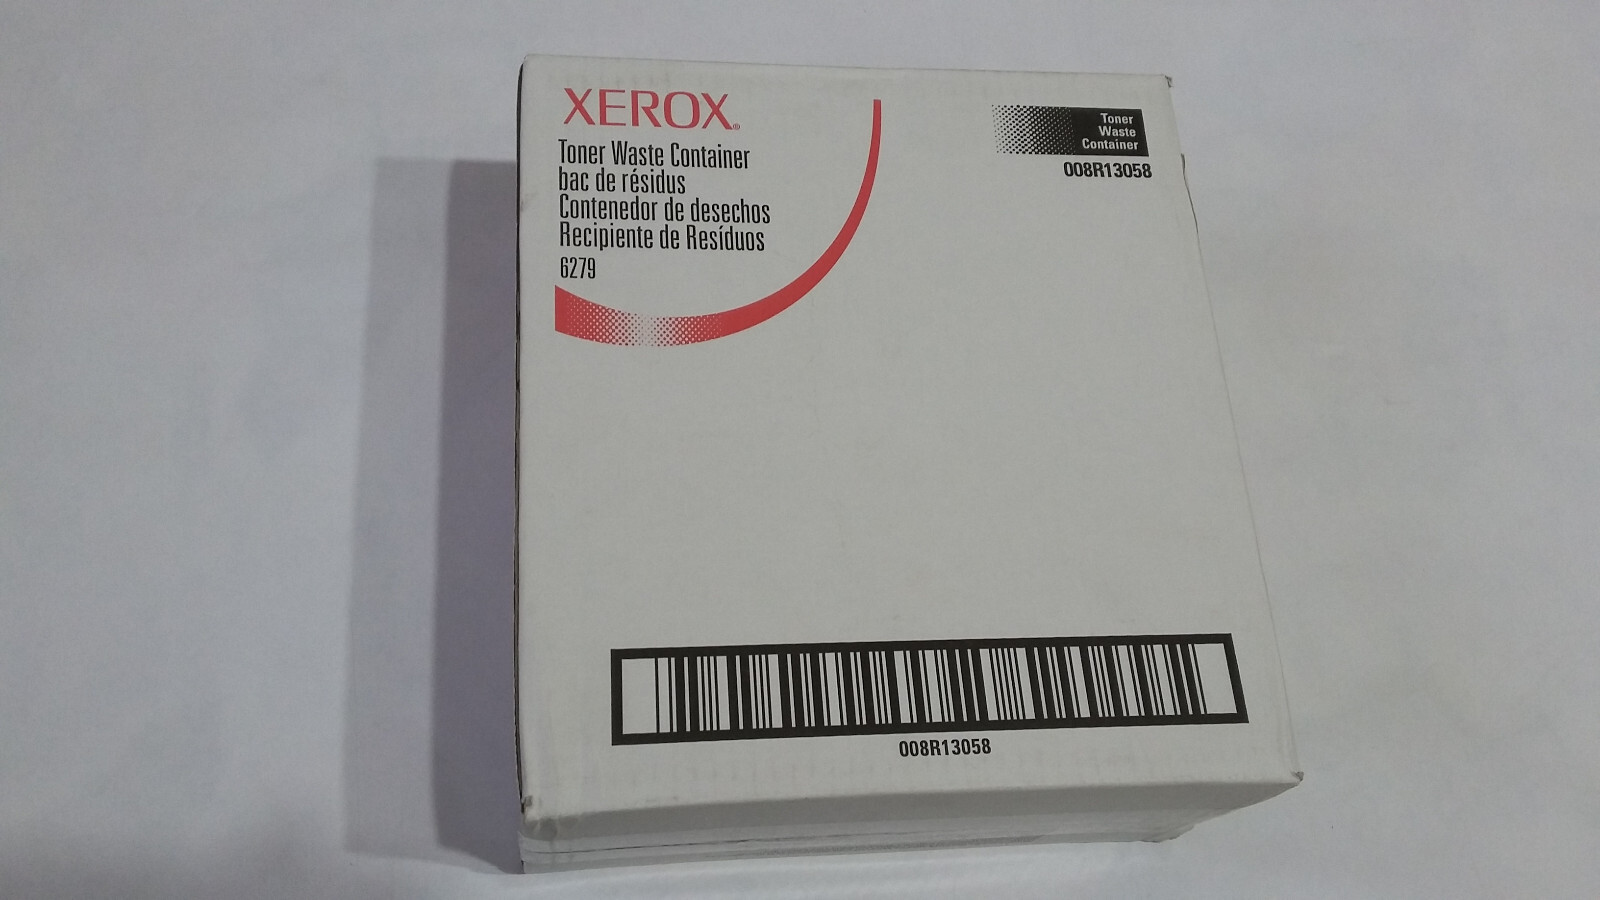 XEROX®
Toner Waste Container
bac de résidus
Contenedor de desechos
Recipiente de Resíduos
6279
Toner
Waste
Container
008R13058
008R13058